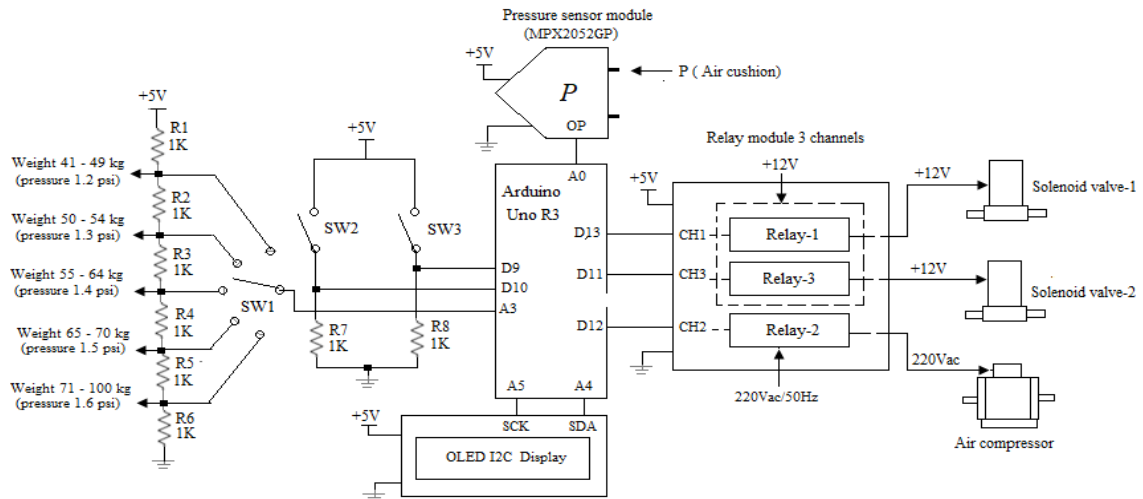 Pressure sensor module
(MPX2052GP)
+5V
P ( Air cushion)
P
OP
+5V
R1
1K
Weight 41 - 49 kg
(pressure 1.2 psi)
R2
1K
Weight 50 - 54 kg
(pressure 1.3 psi)
R3
1K
Weight 55 - 64 kg
(pressure 1.4 psi)
R4
1K
Weight 65 - 70 kg
(pressure 1.5 psi)
R5
1K
Weight 71 - 100 kg
(pressure 1.6 psi)
R6
1K
SW1
+5V
SW2
SW3
R7
1K
R8
1K
A0
Arduino
Uno R3
D13
D9
D11
D10
A3
D12
A5
A4
+5V
SCK
SDA
OLED I2C Display
Relay module 3 channels
+12V
+5V
CH1
Relay-1
CH3
Relay-3
CH2
Relay-2
220Vac/50Hz
+12V
Solenoid valve-1
+12V
Solenoid valve-2
220Vac
Air compressor